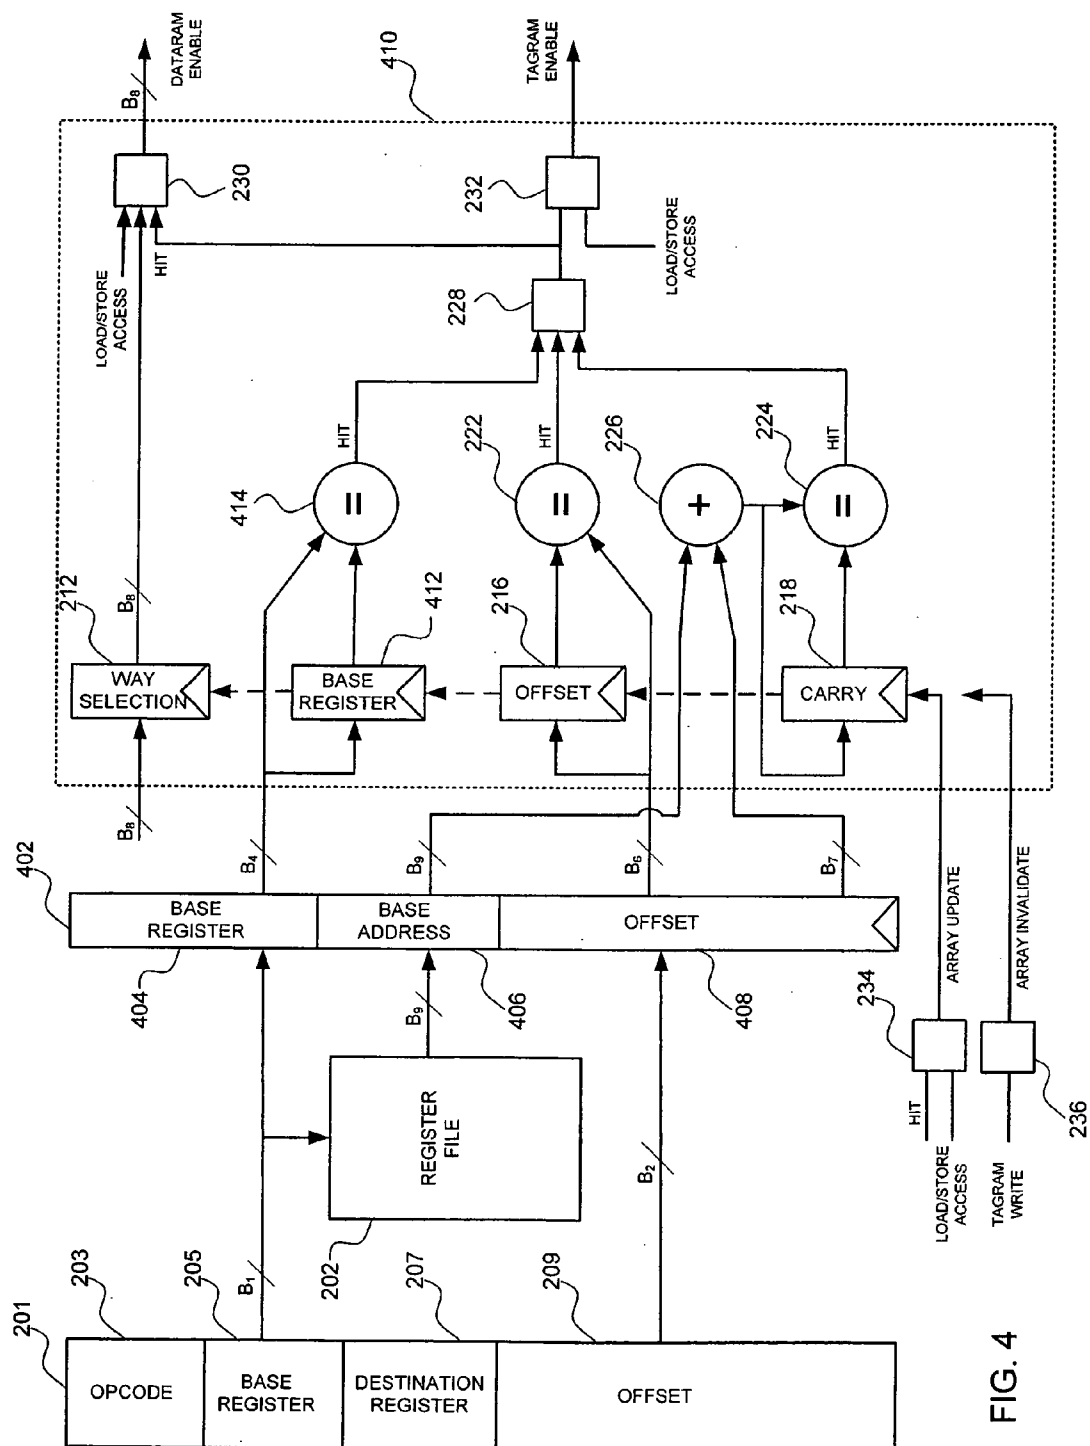 201
203
OPCODE
205
BASE
REGISTER
207
DESTINATION
REGISTER
209
OFFSET
B1
202
REGISTER
FILE
B2
B9
402
BASE
REGISTER
404
BASE
ADDRESS
406
OFFSET
408
B8
B4
B9
B6
B7
212
WAY
SELECTION
B8
BASE
REGISTER
412
OFFSET
216
CARRY
218
414
HIT
222
HIT
226
+
224
HIT
=
=
=
228
LOAD/STORE
ACCESS
HIT
230
B8
DATARAM
ENABLE
232
LOAD/STORE
ACCESS
TAGRAM
ENABLE
410
234
HIT
LOAD/STORE
ACCESS
ARRAY UPDATE
236
TAGRAM
WRITE
ARRAY INVALIDATE
FIG. 4